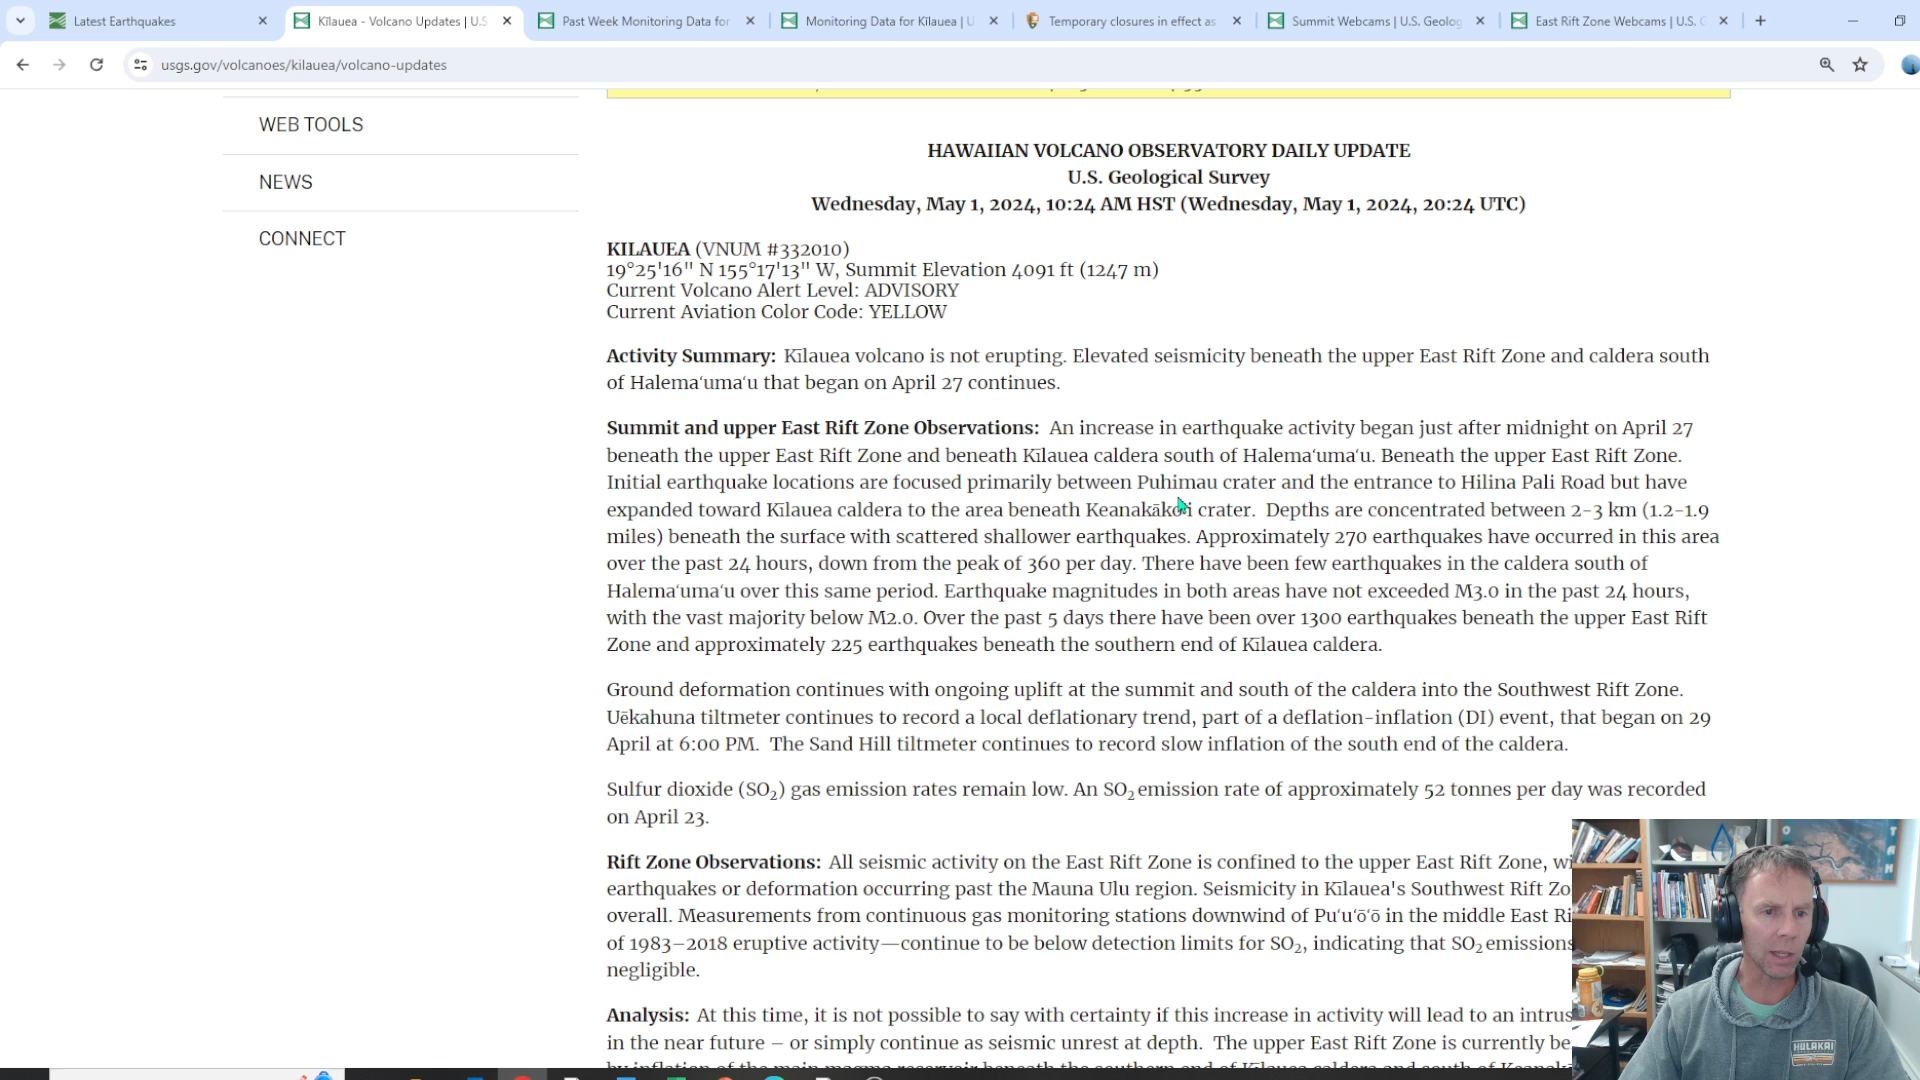 Latest Earthquakes
Kīlauea - Volcano Updates | U.S
Past Week Monitoring Data for
Monitoring Data for Kīlauea | U
Temporary closures in effect as
Summit Webcams | U.S. Geolog
East Rift Zone Webcams | U.S. G
usgs.gov/volcanoes/kilauea/volcano-updates
WEB TOOLS
NEWS
CONNECT
HAWAIIAN VOLCANO OBSERVATORY DAILY UPDATE
U.S. Geological Survey
Wednesday, May 1, 2024, 10:24 AM HST (Wednesday, May 1, 2024, 20:24 UTC)
KILAUEA (VNUM #332010)
19°25'16" N 155°17'13" W, Summit Elevation 4091 ft (1247 m)
Current Volcano Alert Level: ADVISORY
Current Aviation Color Code: YELLOW
Activity Summary: Kīlauea volcano is not erupting. Elevated seismicity beneath the upper East Rift Zone and caldera south
of Halemaʻumaʻu that began on April 27 continues.
Summit and upper East Rift Zone Observations: An increase in earthquake activity began just after midnight on April 27
beneath the upper East Rift Zone and beneath Kīlauea caldera south of Halemaʻumaʻu. Beneath the upper East Rift Zone.
Initial earthquake locations are focused primarily between Puhimau crater and the entrance to Hilina Pali Road but have
expanded toward Kīlauea caldera to the area beneath Keanakākoʻi crater. Depths are concentrated between 2-3 km (1.2-1.9
miles) beneath the surface with scattered shallower earthquakes. Approximately 270 earthquakes have occurred in this area
over the past 24 hours, down from the peak of 360 per day. There have been few earthquakes in the caldera south of
Halemaʻumaʻu over this same period. Earthquake magnitudes in both areas have not exceeded M3.0 in the past 24 hours,
with the vast majority below M2.0. Over the past 5 days there have been over 1300 earthquakes beneath the upper East Rift
Zone and approximately 225 earthquakes beneath the southern end of Kīlauea caldera.
Ground deformation continues with ongoing uplift at the summit and south of the caldera into the Southwest Rift Zone.
Uēkahuna tiltmeter continues to record a local deflationary trend, part of a deflation-inflation (DI) event, that began on 29
April at 6:00 PM. The Sand Hill tiltmeter continues to record slow inflation of the south end of the caldera.
Sulfur dioxide (SO2) gas emission rates remain low. An SO2 emission rate of approximately 52 tonnes per day was recorded
on April 23.
Rift Zone Observations: All seismic activity on the East Rift Zone is confined to the upper East Rift Zone, wi
earthquakes or deformation occurring past the Mauna Ulu region. Seismicity in Kīlauea's Southwest Rift Zo
overall. Measurements from continuous gas monitoring stations downwind of Puʻuʻōʻō in the middle East Ri
of 1983–2018 eruptive activity—continue to be below detection limits for SO2, indicating that SO2 emissions
negligible.
Analysis: At this time, it is not possible to say with certainty if this increase in activity will lead to an intrus
in the near future – or simply continue as seismic unrest at depth. The upper East Rift Zone is currently be
by inflation of the main magma reservoir beneath the southern end of Kīlauea caldera and south of Keanak
HULAKAI